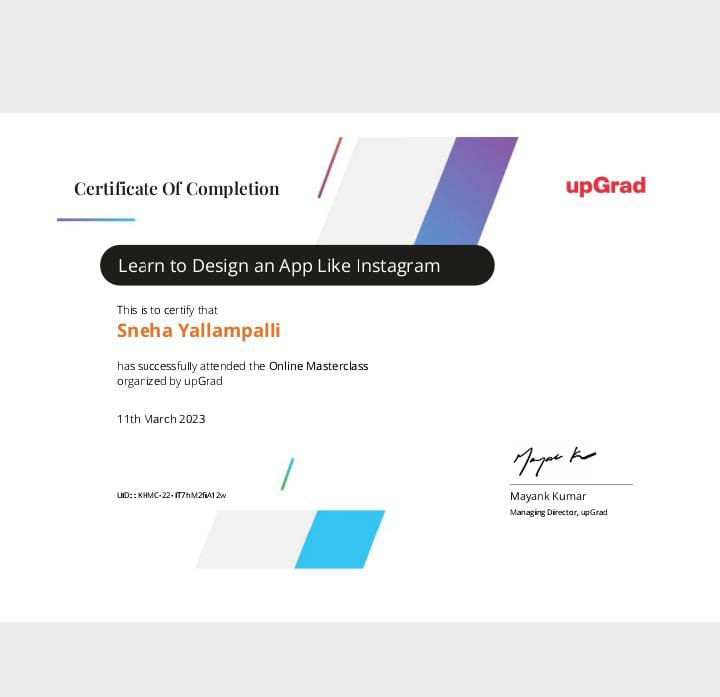 Certificate Of Completion
upGrad
Learn to Design an App Like Instagram
This is to certify that
Sneha Yallampalli
has successfully attended the Online Masterclass
organized by upGrad
11th March 2023
UID::
Mayank Kumar
Managing Director, upGrad